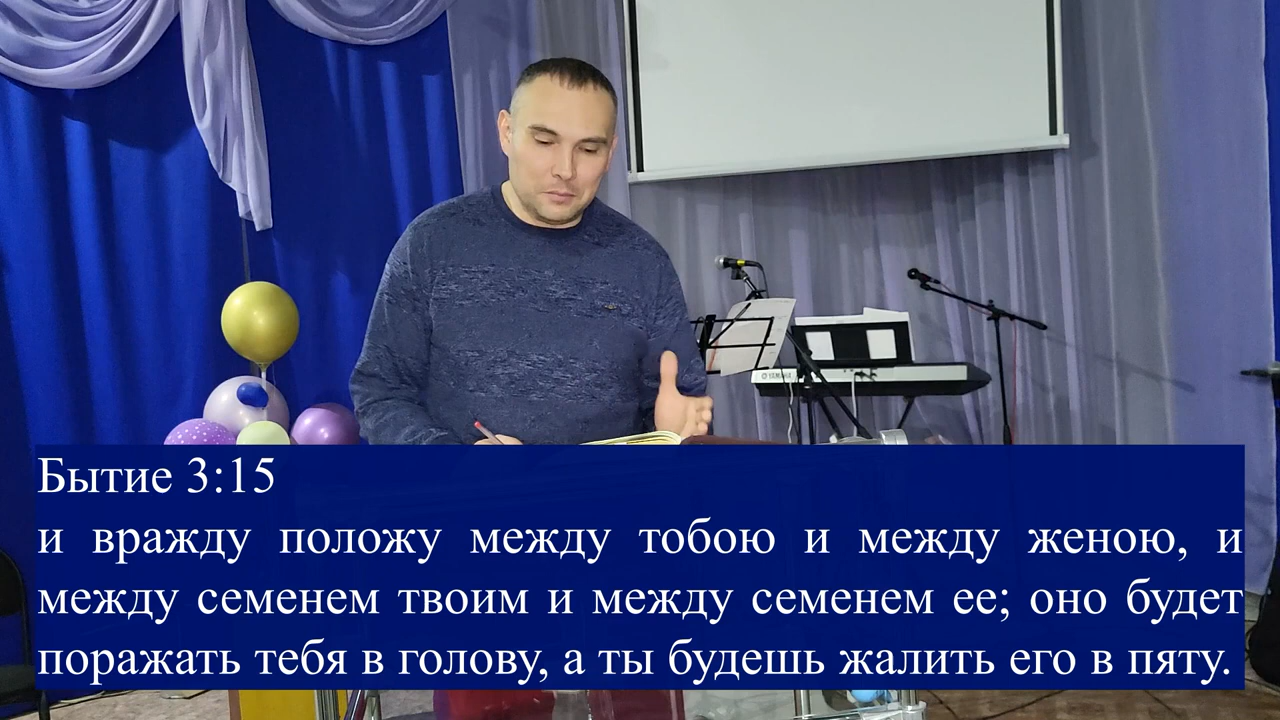 Бытие 3:15
и вражду положу между тобою и между женою, и
между семенем твоим и между семенем ее; оно будет
поражать тебя в голову, а ты будешь жалить его в пяту.
YAMAHA